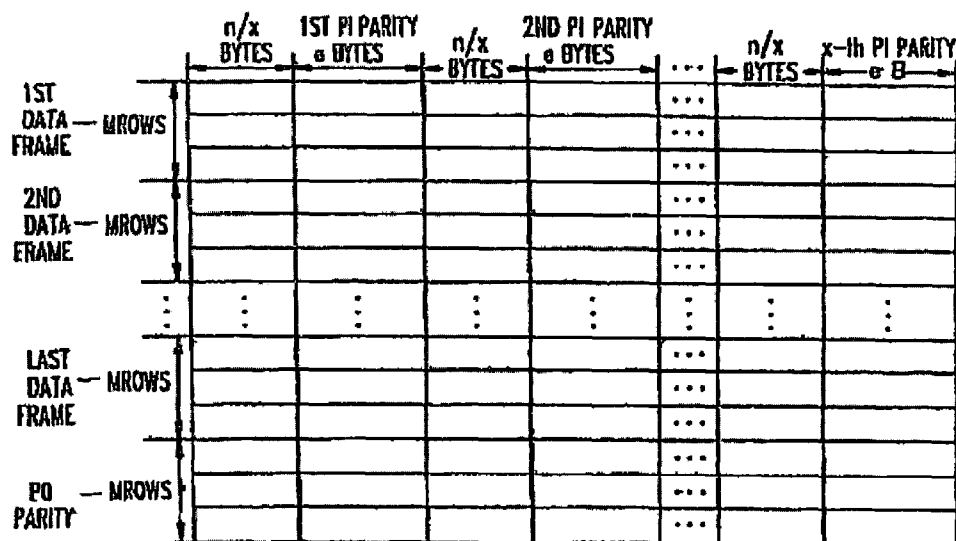 n/x BYTES
1ST PI PARITY
e BYTES
n/x BYTES
2ND PI PARITY
e BYTES
...
n/x BYTES
x-th PI PARITY
e B
1ST DATA FRAME
MROWS
2ND DATA FRAME
MROWS
LAST DATA FRAME
MROWS
PO PARITY
MROWS